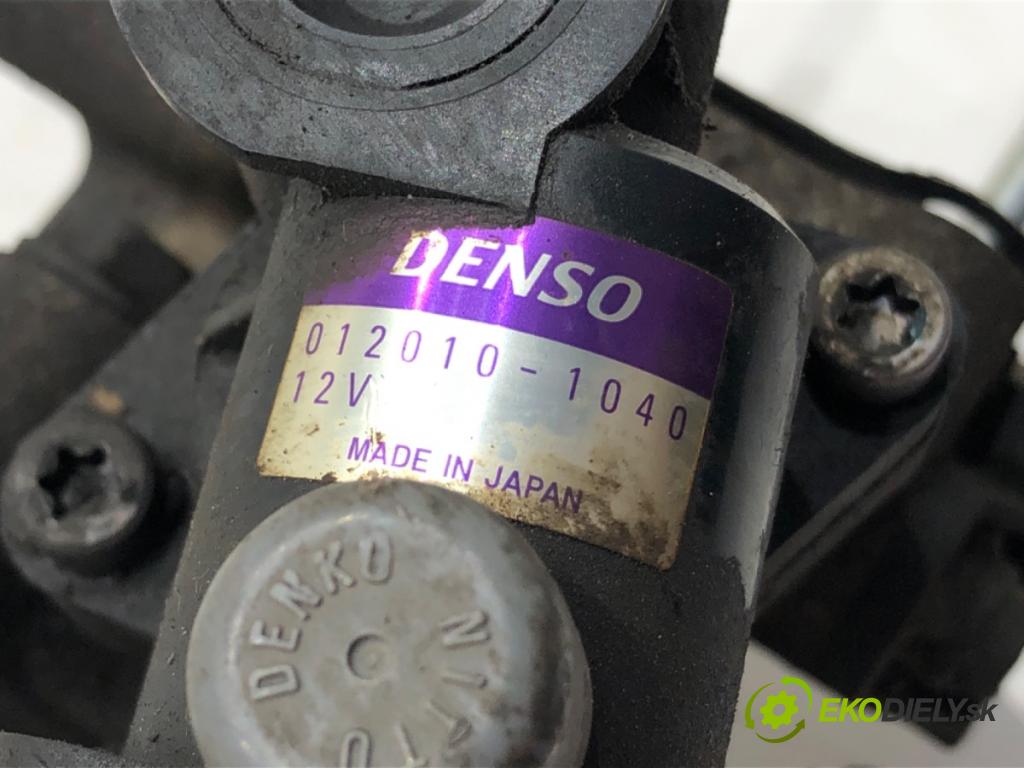 DENSO
012010-1040
12V
MADE IN JAPAN
DENKO
EKODIELY.sk